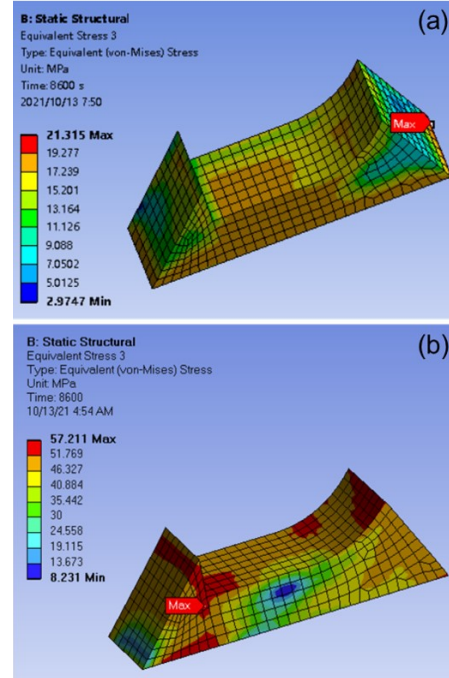 B: Static Structural
(a)
Equivalent Stress 3
Type: Equivalent (von-Mises) Stress
Unit: MPa
Time: 8600 s
2021/10/13 7:50
21.315 Max
19.277
17.239
15.201
13.164
11.126
9.088
7.0502
5.0125
2.9747 Min
Max
B: Static Structural
(b)
Equivalent Stress 3
Type: Equivalent (von-Mises) Stress
Unit: MPa
Time: 8600
10/13/21 4:54 AM
57.211 Max
51.769
46.327
40.884
35.442
30
24.558
19.115
13.673
8.231 Min
Max